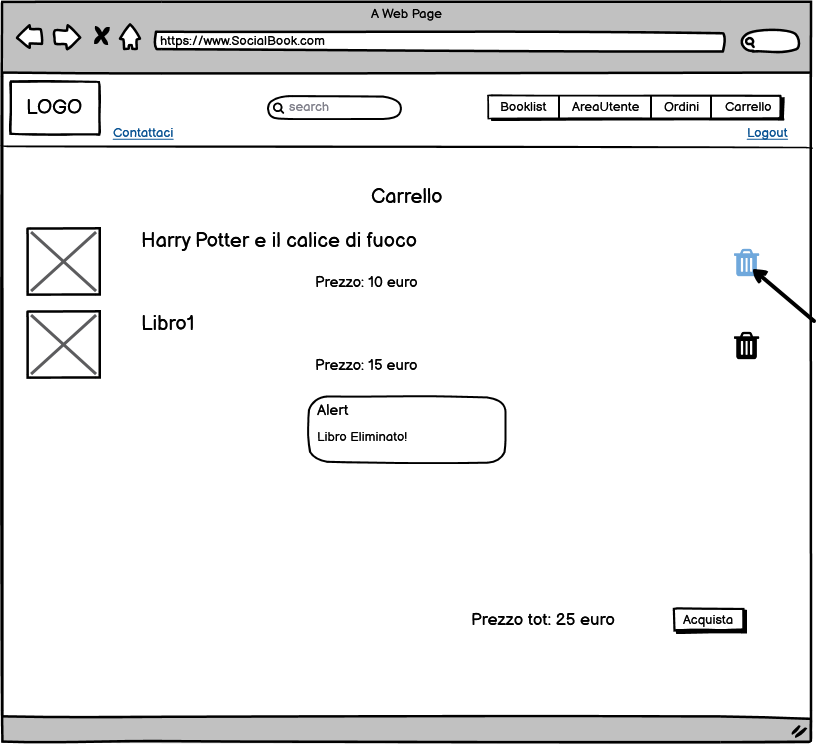 A Web Page
https://www.SocialBook.com
LOGO
search
Booklist AreaUtente Ordini Carrello
Contattaci
Logout
Carrello
Harry Potter e il calice di fuoco
Prezzo: 10 euro
Libro1
Prezzo: 15 euro
Alert
Libro Eliminato!
Prezzo tot: 25 euro
Acquista